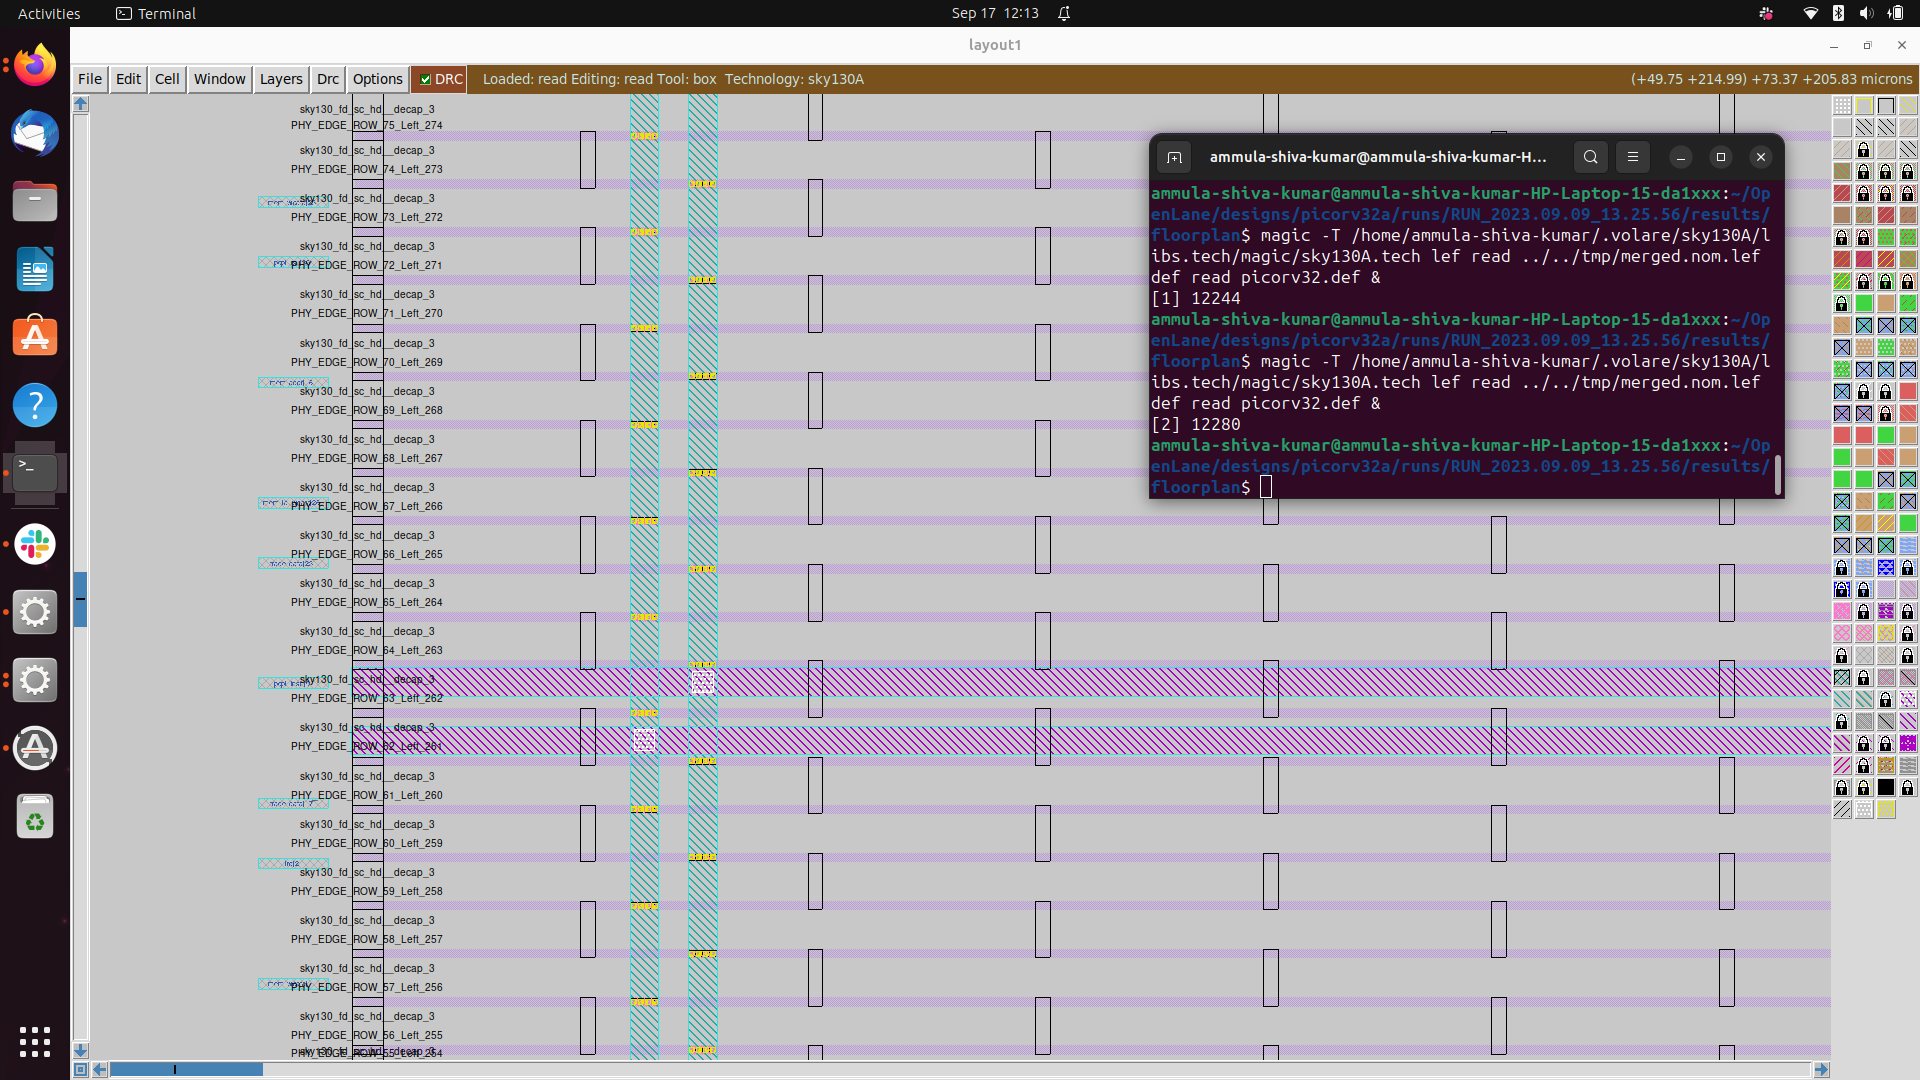 Activities
Terminal
Sep 17 12:13
layout1
File Edit Cell Window Layers Drc Options DRC Loaded: read Editing: read Tool: box Technology: sky130A (+49.75 +214.99) +73.37 +205.83 microns
sky130_fd_sc_hd__decap_3
PHY_EDGE_ROW_75_Left_274
sky130_fd_sc_hd__decap_3
PHY_EDGE_ROW_74_Left_273
sky130_fd_sc_hd__decap_3
PHY_EDGE_ROW_73_Left_272
sky130_fd_sc_hd__decap_3
PHY_EDGE_ROW_72_Left_271
sky130_fd_sc_hd__decap_3
PHY_EDGE_ROW_71_Left_270
sky130_fd_sc_hd__decap_3
PHY_EDGE_ROW_70_Left_269
sky130_fd_sc_hd__decap_3
PHY_EDGE_ROW_69_Left_268
sky130_fd_sc_hd__decap_3
PHY_EDGE_ROW_68_Left_267
sky130_fd_sc_hd__decap_3
PHY_EDGE_ROW_67_Left_266
sky130_fd_sc_hd__decap_3
PHY_EDGE_ROW_66_Left_265
sky130_fd_sc_hd__decap_3
PHY_EDGE_ROW_65_Left_264
sky130_fd_sc_hd__decap_3
PHY_EDGE_ROW_64_Left_263
sky130_fd_sc_hd__decap_3
PHY_EDGE_ROW_63_Left_262
sky130_fd_sc_hd__decap_3
PHY_EDGE_ROW_62_Left_261
sky130_fd_sc_hd__decap_3
PHY_EDGE_ROW_61_Left_260
sky130_fd_sc_hd__decap_3
PHY_EDGE_ROW_60_Left_259
sky130_fd_sc_hd__decap_3
PHY_EDGE_ROW_59_Left_258
sky130_fd_sc_hd__decap_3
PHY_EDGE_ROW_58_Left_257
sky130_fd_sc_hd__decap_3
PHY_EDGE_ROW_57_Left_256
sky130_fd_sc_hd__decap_3
PHY_EDGE_ROW_56_Left_255
ammula-shiva-kumar@ammula-shiva-kumar-H...
ammula-shiva-kumar@ammula-shiva-kumar-HP-Laptop-15-da1xxx:~/Op
enLane/designs/picorv32a/runs/RUN_2023.09.09_13.25.56/results/
floorplan$ magic -T /home/ammula-shiva-kumar/.volare/sky130A/l
ibs.tech/magic/sky130A.tech lef read ../../tmp/merged.nom.lef
def read picorv32.def &
[1] 12244
ammula-shiva-kumar@ammula-shiva-kumar-HP-Laptop-15-da1xxx:~/Op
enLane/designs/picorv32a/runs/RUN_2023.09.09_13.25.56/results/
floorplan$ magic -T /home/ammula-shiva-kumar/.volare/sky130A/l
ibs.tech/magic/sky130A.tech lef read ../../tmp/merged.nom.lef
def read picorv32.def &
[2] 12280
ammula-shiva-kumar@ammula-shiva-kumar-HP-Laptop-15-da1xxx:~/Op
enLane/designs/picorv32a/runs/RUN_2023.09.09_13.25.56/results/
floorplan$